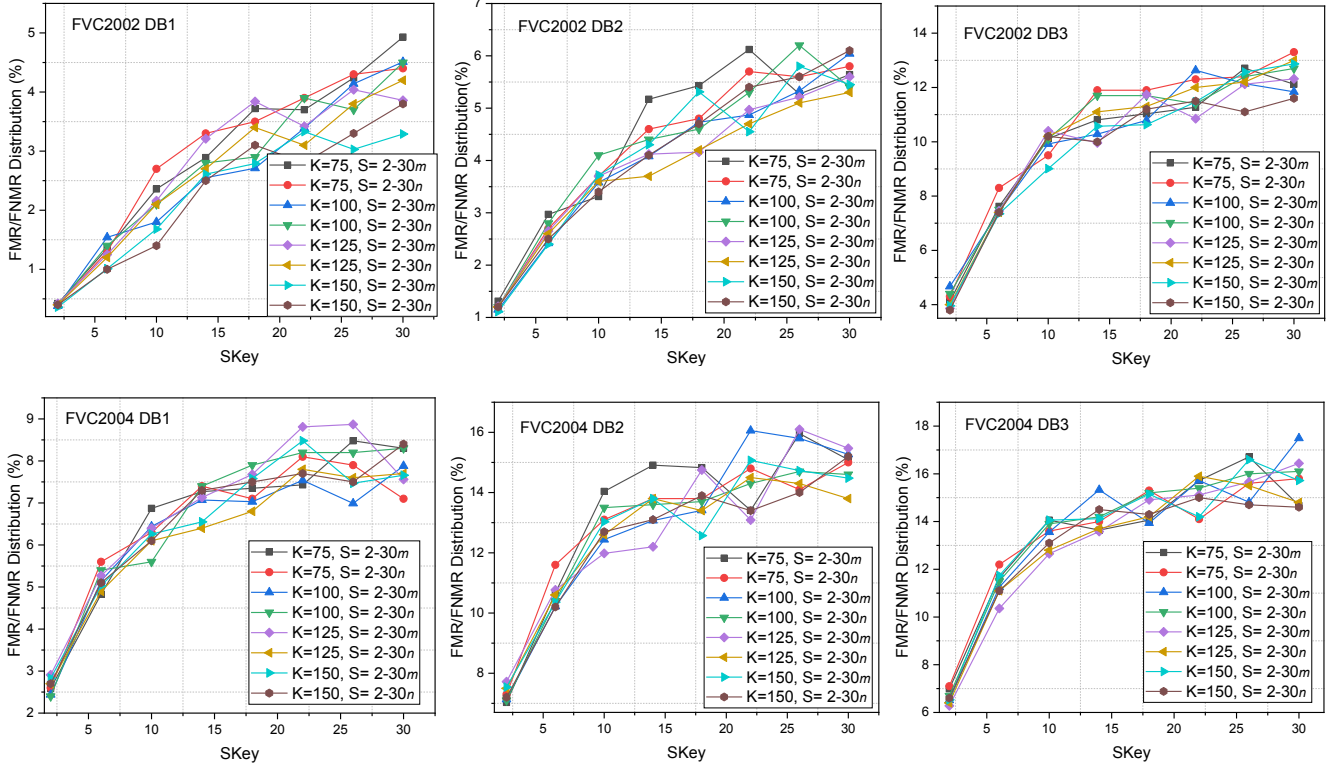 FVC2002 DB1
FMR/FNMR Distribution (%)
5
4
3
2
1
K=75, S= 2-30m
K=75, S= 2-30n
K=100, S= 2-30m
K=100, S= 2-30n
K=125, S= 2-30m
K=125, S= 2-30n
K=150, S= 2-30m
K=150, S= 2-30n
5 10 15 20 25 30
SKey
FVC2002 DB2
FMR/FNMR Distribution(%)
7
6
5
4
3
2
1
K=75, S= 2-30m
K=75, S= 2-30n
K=100, S= 2-30m
K=100, S= 2-30n
K=125, S= 2-30m
K=125, S= 2-30n
K=150, S= 2-30m
K=150, S= 2-30n
5 10 15 20 25 30
SKey
FVC2002 DB3
FMR/FNMR Distribution (%)
14
12
10
8
6
4
K=75, S= 2-30m
K=75, S= 2-30n
K=100, S= 2-30m
K=100, S= 2-30n
K=125, S= 2-30m
K=125, S= 2-30n
K=150, S= 2-30m
K=150, S= 2-30n
5 10 15 20 25 30
SKey
FVC2004 DB1
FMR/FNMR Distribution (%)
9
8
7
6
5
4
3
2
K=75, S= 2-30m
K=75, S= 2-30n
K=100, S= 2-30m
K=100, S= 2-30n
K=125, S= 2-30m
K=125, S= 2-30n
K=150, S= 2-30m
K=150, S= 2-30n
5 10 15 20 25 30
SKey
FVC2004 DB2
FMR/FNMR Distribution (%)
16
14
12
10
8
K=75, S= 2-30m
K=75, S= 2-30n
K=100, S= 2-30m
K=100, S= 2-30n
K=125, S= 2-30m
K=125, S= 2-30n
K=150, S= 2-30m
K=150, S= 2-30n
5 10 15 20 25 30
SKey
FVC2004 DB3
FMR/FNMR Distribution (%)
18
16
14
12
10
8
6
K=75, S= 2-30m
K=75, S= 2-30n
K=100, S= 2-30m
K=100, S= 2-30n
K=125, S= 2-30m
K=125, S= 2-30n
K=150, S= 2-30m
K=150, S= 2-30n
5 10 15 20 25 30
SKey